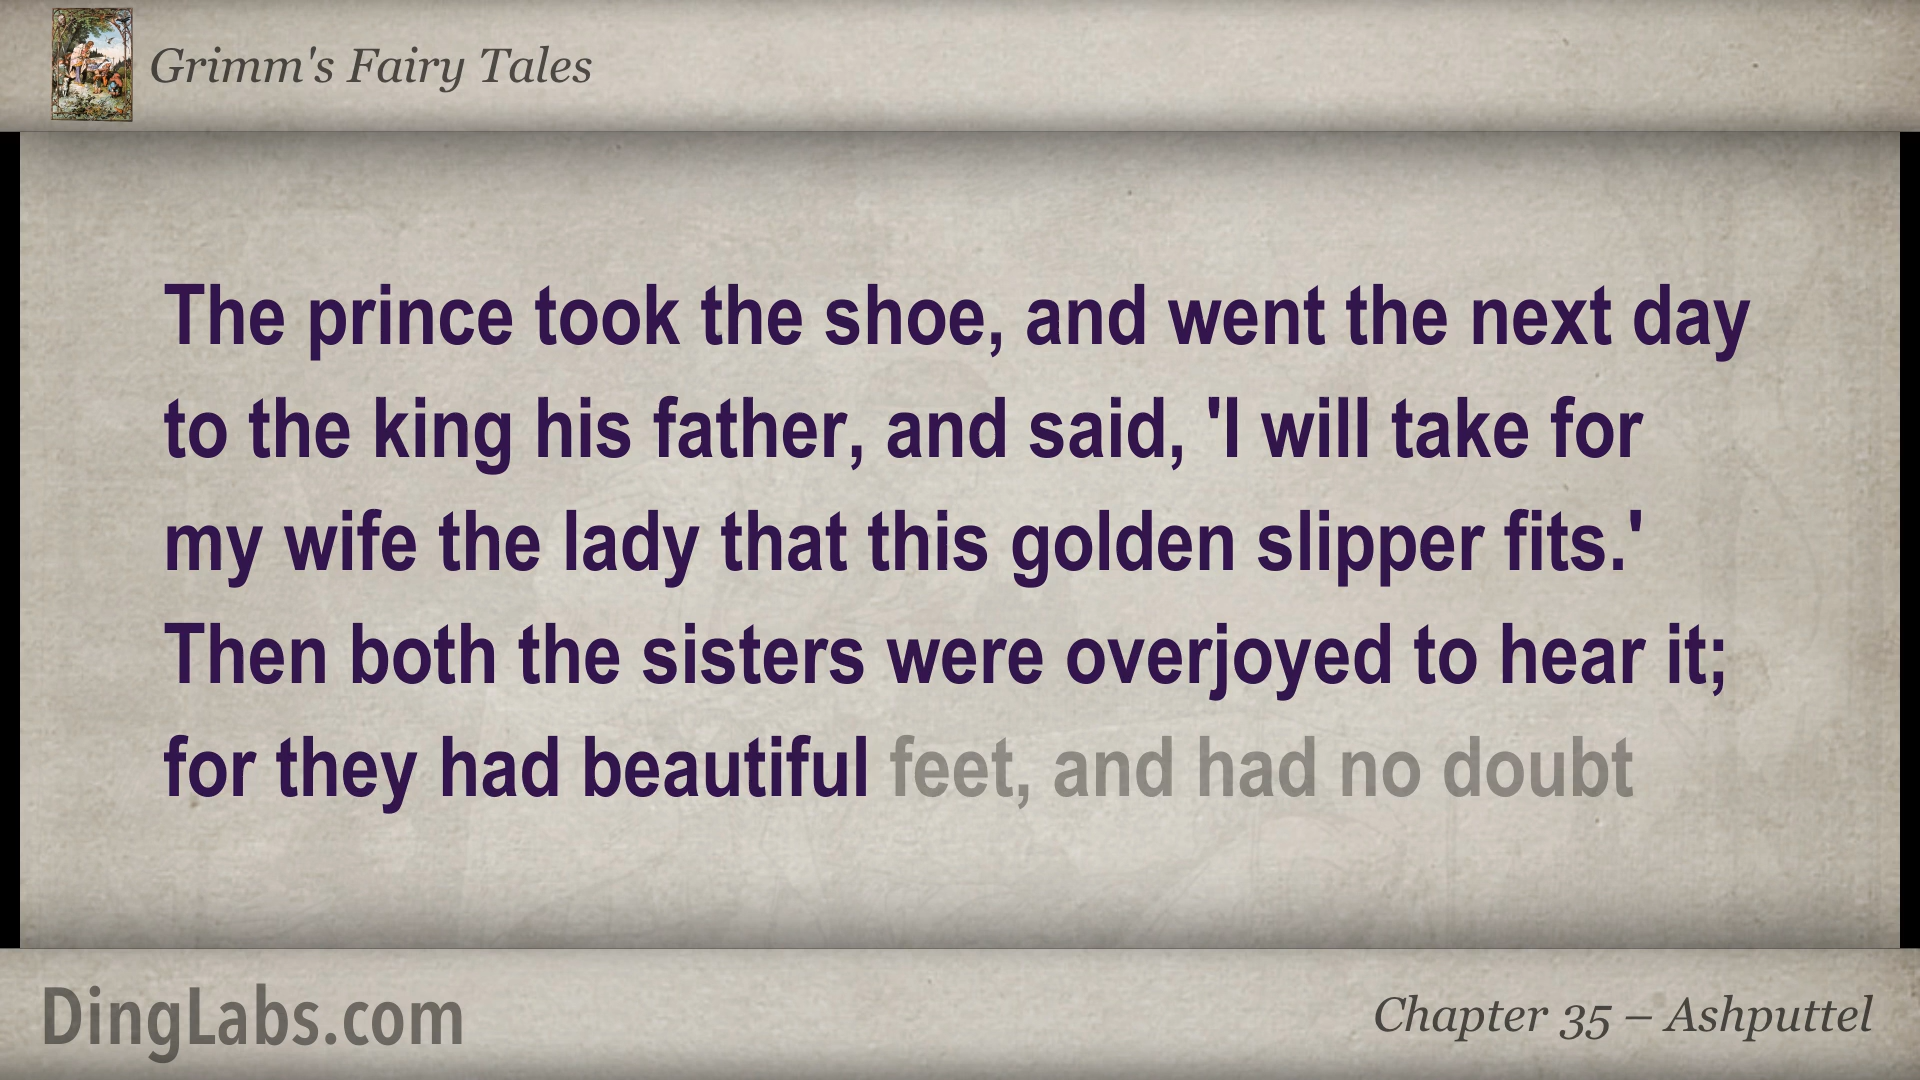 Grimm's Fairy Tales
The prince took the shoe, and went the next day
to the king his father, and said, 'I will take for
my wife the lady that this golden slipper fits.'
Then both the sisters were overjoyed to hear it;
for they had beautiful feet, and had no doubt
DingLabs.com
Chapter 35 – Ashputtel